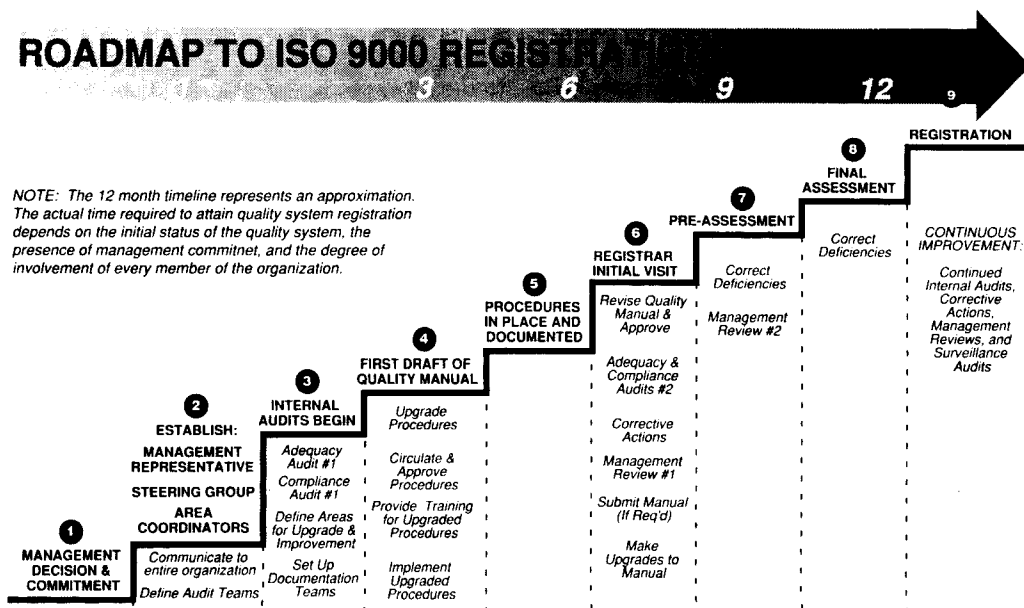 ROADMAP TO ISO 9000 REGISTRATION
3 6 9 12
NOTE: The 12 month timeline represents an approximation.
The actual time required to attain quality system registration
depends on the initial status of the quality system, the
presence of management commitnet, and the degree of
involvement of every member of the organization.
1
MANAGEMENT
DECISION &
COMMITMENT
2
ESTABLISH:
MANAGEMENT
REPRESENTATIVE
STEERING GROUP
AREA
COORDINATORS
Communicate to
entire organization
Define Audit Teams
3
INTERNAL
AUDITS BEGIN
Adequacy
Audit #1
Compliance
Audit #1
Define Areas
for Upgrade &
Improvement
Set Up
Documentation
Teams
4
FIRST DRAFT OF
QUALITY MANUAL
Upgrade
Procedures
Circulate &
Approve
Procedures
Provide Training
for Upgraded
Procedures
Implement
Upgraded
Procedures
5
PROCEDURES
IN PLACE AND
DOCUMENTED
6
REGISTRAR
INITIAL VISIT
Revise Quality
Manual &
Approve
Adequacy &
Compliance
Audits #2
Corrective
Actions
Management
Review #1
Submit Manual
(If Req'd)
Make
Upgrades to
Manual
7
PRE-ASSESSMENT
Correct
Deficiencies
Management
Review #2
8
FINAL
ASSESSMENT
Correct
Deficiencies
9
REGISTRATION
CONTINUOUS
IMPROVEMENT:
Continued
Internal Audits,
Corrective
Actions,
Management
Reviews, and
Surveillance
Audits